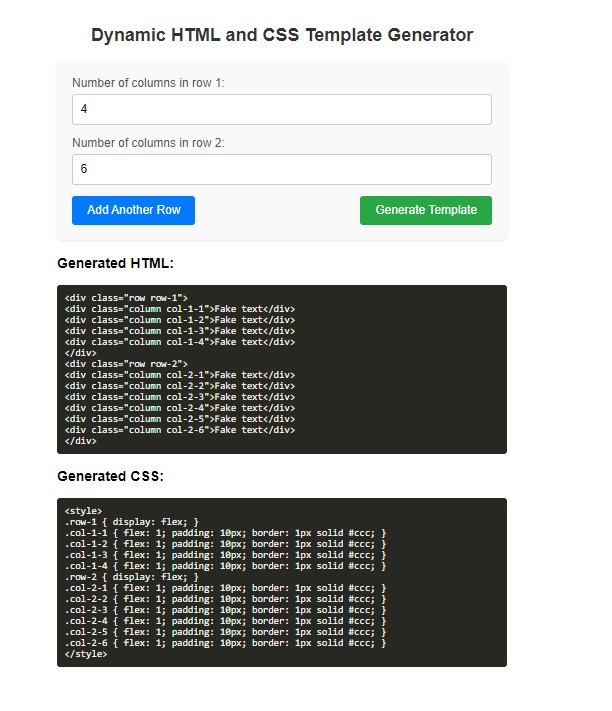 Dynamic HTML and CSS Template Generator
Number of columns in row 1:
4
Number of columns in row 2:
6
Add Another Row
Generate Template
Generated HTML:
<div class="row row-1">
<div class="column col-1-1">Fake text</div>
<div class="column col-1-2">Fake text</div>
<div class="column col-1-3">Fake text</div>
<div class="column col-1-4">Fake text</div>
</div>
<div class="row row-2">
<div class="column col-2-1">Fake text</div>
<div class="column col-2-2">Fake text</div>
<div class="column col-2-3">Fake text</div>
<div class="column col-2-4">Fake text</div>
<div class="column col-2-5">Fake text</div>
<div class="column col-2-6">Fake text</div>
</div>
Generated CSS:
<style>
.row-1 { display: flex; }
.col-1-1 { flex: 1; padding: 10px; border: 1px solid #ccc; }
.col-1-2 { flex: 1; padding: 10px; border: 1px solid #ccc; }
.col-1-3 { flex: 1; padding: 10px; border: 1px solid #ccc; }
.col-1-4 { flex: 1; padding: 10px; border: 1px solid #ccc; }
.row-2 { display: flex; }
.col-2-1 { flex: 1; padding: 10px; border: 1px solid #ccc; }
.col-2-2 { flex: 1; padding: 10px; border: 1px solid #ccc; }
.col-2-3 { flex: 1; padding: 10px; border: 1px solid #ccc; }
.col-2-4 { flex: 1; padding: 10px; border: 1px solid #ccc; }
.col-2-5 { flex: 1; padding: 10px; border: 1px solid #ccc; }
.col-2-6 { flex: 1; padding: 10px; border: 1px solid #ccc; }
</style>